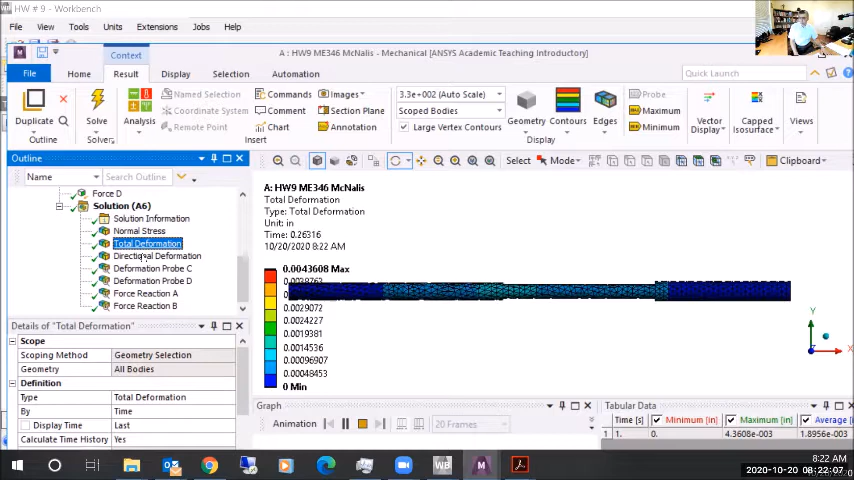 HW # 9 - Workbench
File View Tools Units Extensions Jobs Help
Context
A : HW9 ME346 McNalis - Mechanical [ANSYS Academic Teaching Introductory]
File Home Result Display Selection Automation Quick Launch
Named Selection Commands Images 3.3e+002 (Auto Scale) Probe
Coordinate System Comment Section Plane Scoped Bodies Maximum
Duplicate Solve Analysis Remote Point Chart Annotation Large Vertex Contours Geometry Contours Edges Minimum Vector Display Capped Isosurface Views
Outline Insert Display
Outline
Name Search Outline Select Mode Clipboard
Force D
Solution (A6)
Solution Information
Normal Stress
Total Deformation
Directional Deformation
Deformation Probe C
Deformation Probe D
Force Reaction A
Force Reaction B
A: HW9 ME346 McNalis
Total Deformation
Type: Total Deformation
Unit: in
Time: 0.26316
10/20/2020 8:22 AM
0.0043608 Max
0.0038763
0.0029072
0.0024227
0.0019381
0.0014536
0.00096907
0.00048453
0 Min
Y
X
Details of "Total Deformation"
Scope
Scoping Method Geometry Selection
Geometry All Bodies
Definition
Type Total Deformation
By Time
Display Time Last
Calculate Time History Yes
Graph
Animation 20 Frames
Tabular Data
Time [s] Minimum [in] Maximum [in] Average [i
1 1. 0. 4.3608e-003 1.8956e-003
WB M
8:22 AM
2020-10-20 08:22:07